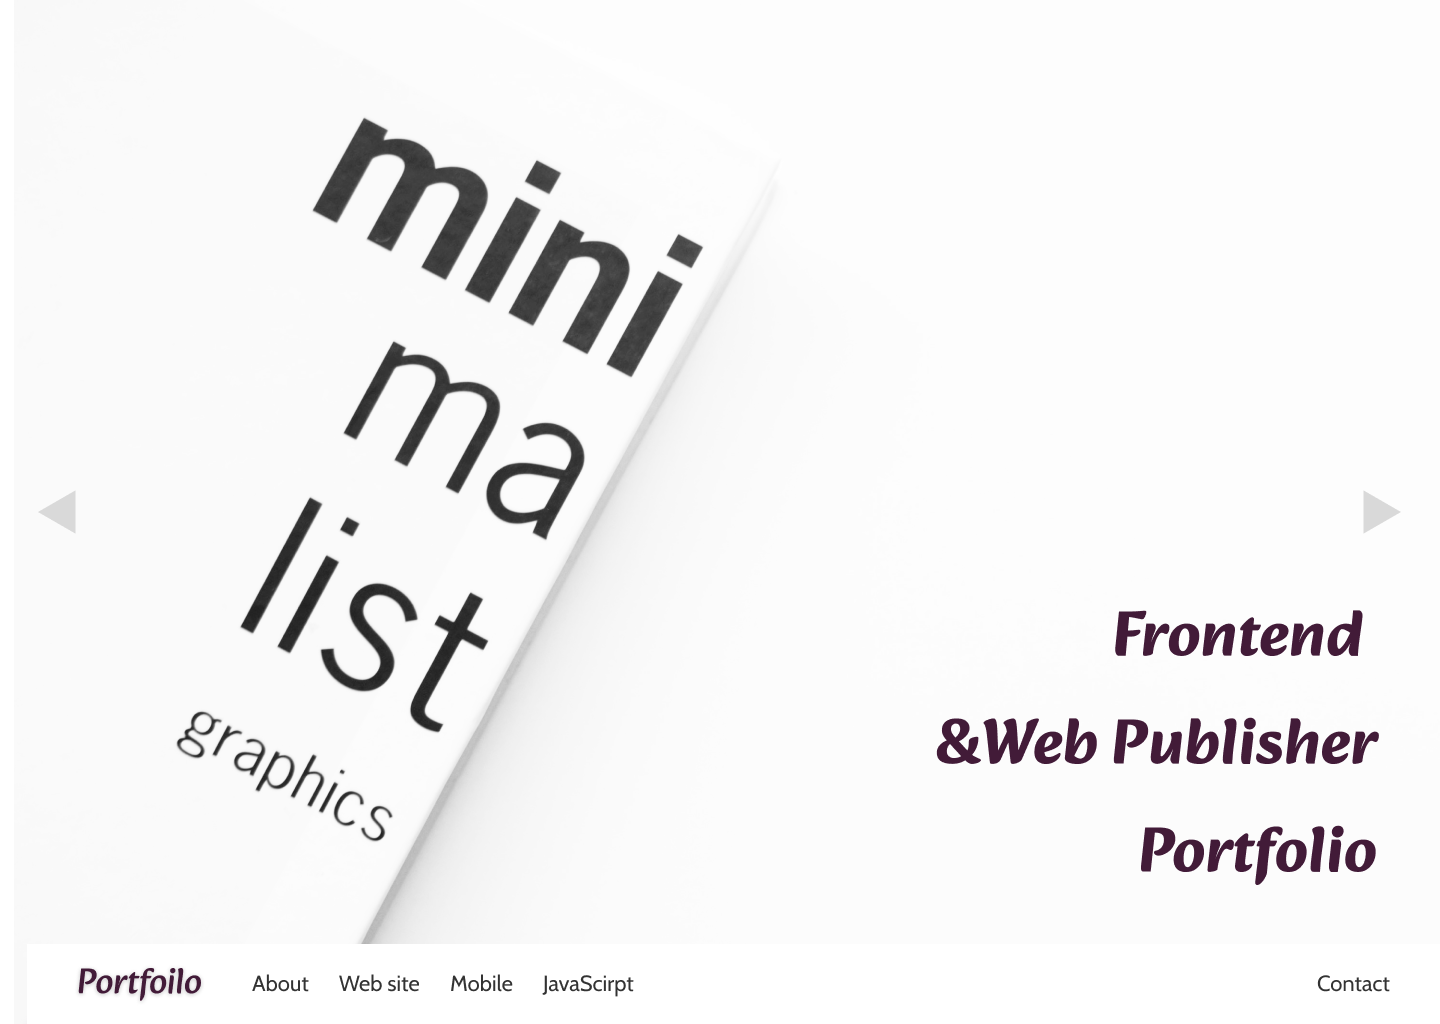 mini
ma
list
graphics
Frontend
&Web Publisher
Portfolio
Portfoilo
About
Web site
Mobile
JavaScirpt
Contact